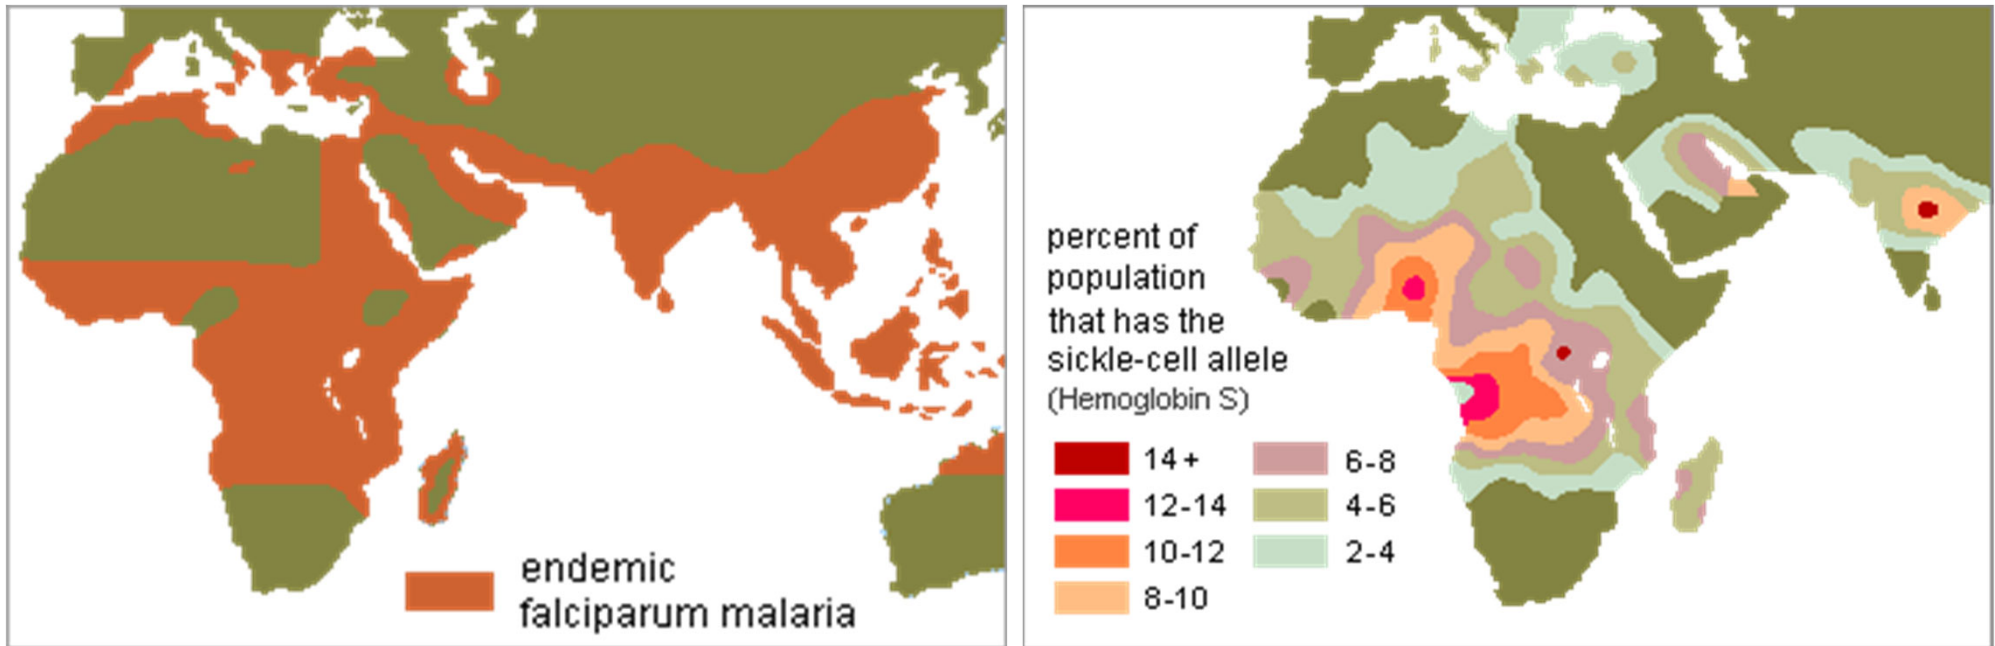 endemic
falciparum malaria
percent of
population
that has the
sickle-cell allele
(Hemoglobin S)
14 +
12-14
10-12
8-10
6-8
4-6
2-4